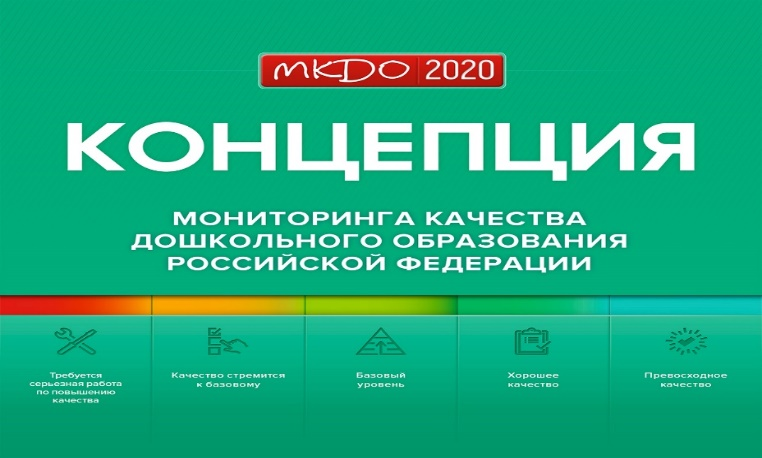 МКДО 2020
КОНЦЕПЦИЯ
МОНИТОРИНГА КАЧЕСТВА
ДОШКОЛЬНОГО ОБРАЗОВАНИЯ
РОССИЙСКОЙ ФЕДЕРАЦИИ
Требуется
серьезная работа
по повышению
качества
Качество стремится
к базовому
Базовый
уровень
Хорошее
качество
Превосходное
качество